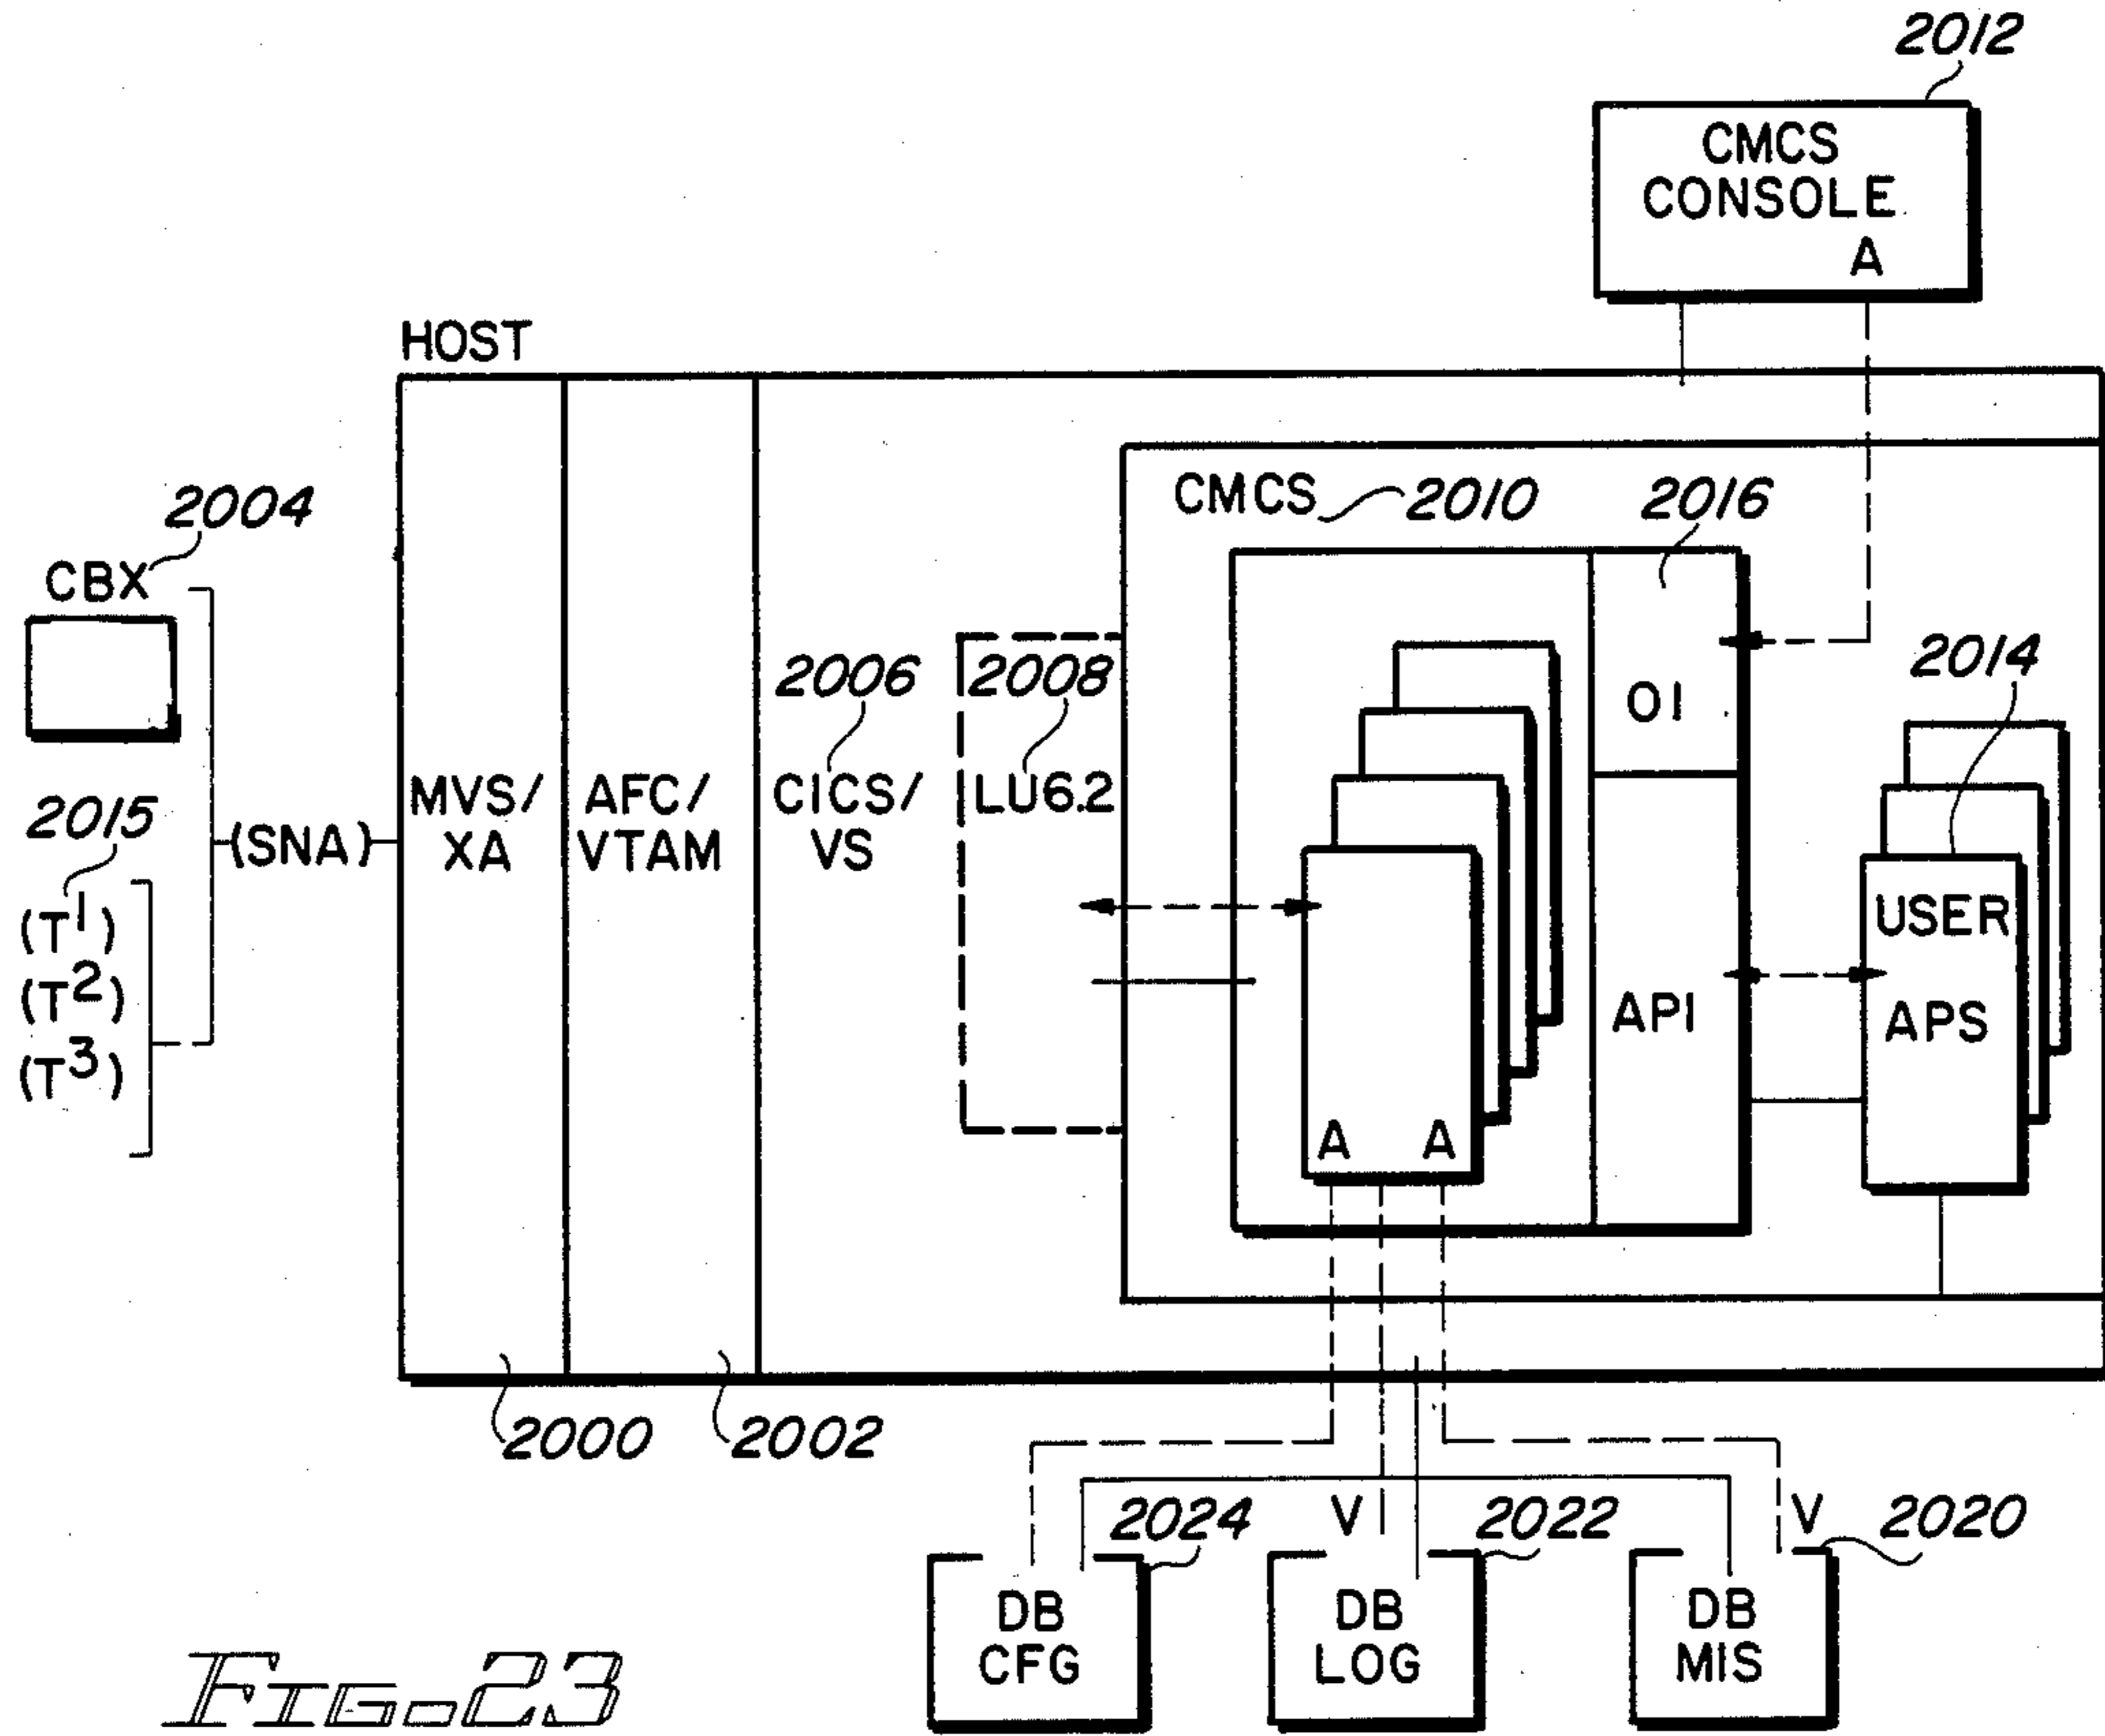 2012
CMCS
CONSOLE
A
HOST
2004
CBX
CMCS 2010
2016
2006
2008
OI
2014
2015
(SNA)
MVS/
XA
AFC/
VTAM
CICS/
VS
LU6.2
(T1)
(T2)
(T3)
USER
APS
API
A A
2000
2002
2024
V
2022
V
2020
DB
CFG
DB
LOG
DB
MIS
FIG. 23